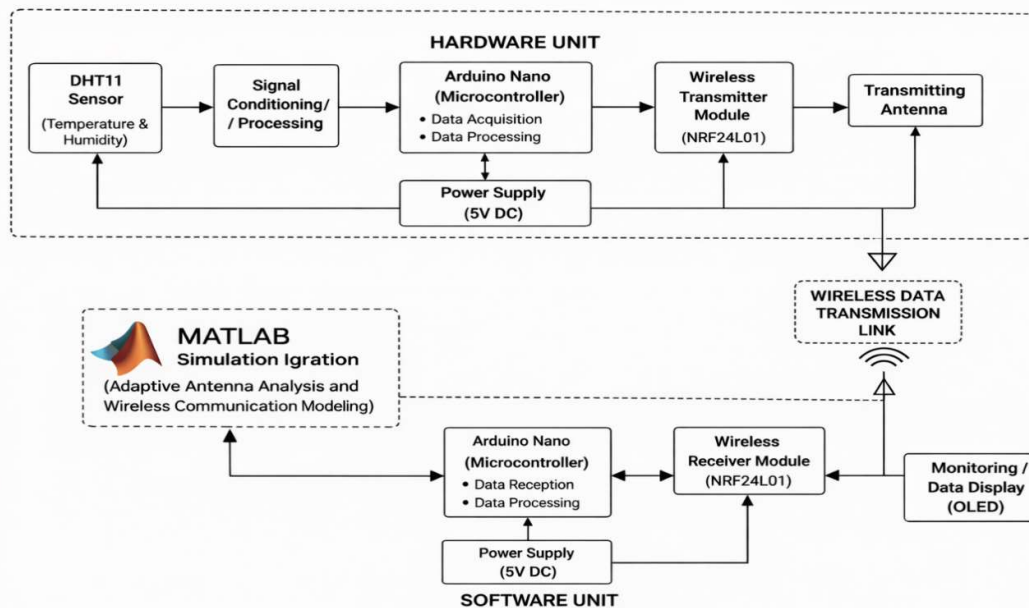 HARDWARE UNIT
DHT11
Sensor
(Temperature &
Humidity)
Signal
Conditioning/
/ Processing
Arduino Nano
(Microcontroller)
• Data Acquisition
• Data Processing
Wireless
Transmitter
Module
(NRF24L01)
Transmitting
Antenna
Power Supply
(5V DC)
WIRELESS DATA
TRANSMISSION
LINK
MATLAB
Simulation Igration
(Adaptive Antenna Analysis and
Wireless Communication Modeling)
Arduino Nano
(Microcontroller)
• Data Reception
• Data Processing
Wireless
Receiver Module
(NRF24L01)
Monitoring /
Data Display
(OLED)
Power Supply
(5V DC)
SOFTWARE UNIT